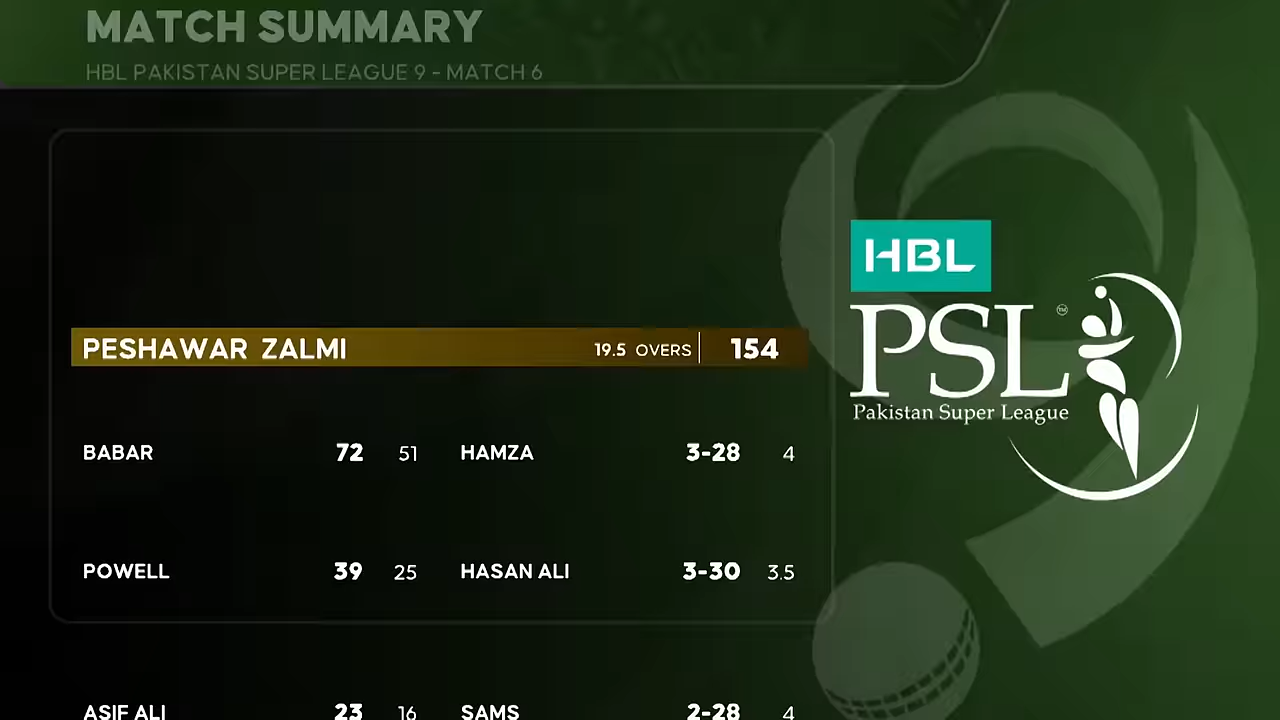 MATCH SUMMARY
HBL PAKISTAN SUPER LEAGUE 9 - MATCH 6
PESHAWAR ZALMI 19.5 OVERS 154
BABAR 72 51 HAMZA 3-28 4
POWELL 39 25 HASAN ALI 3-30 3.5
ASIF ALI 23 16 SAMS 2-28 4
HBL
PSL™
Pakistan Super League